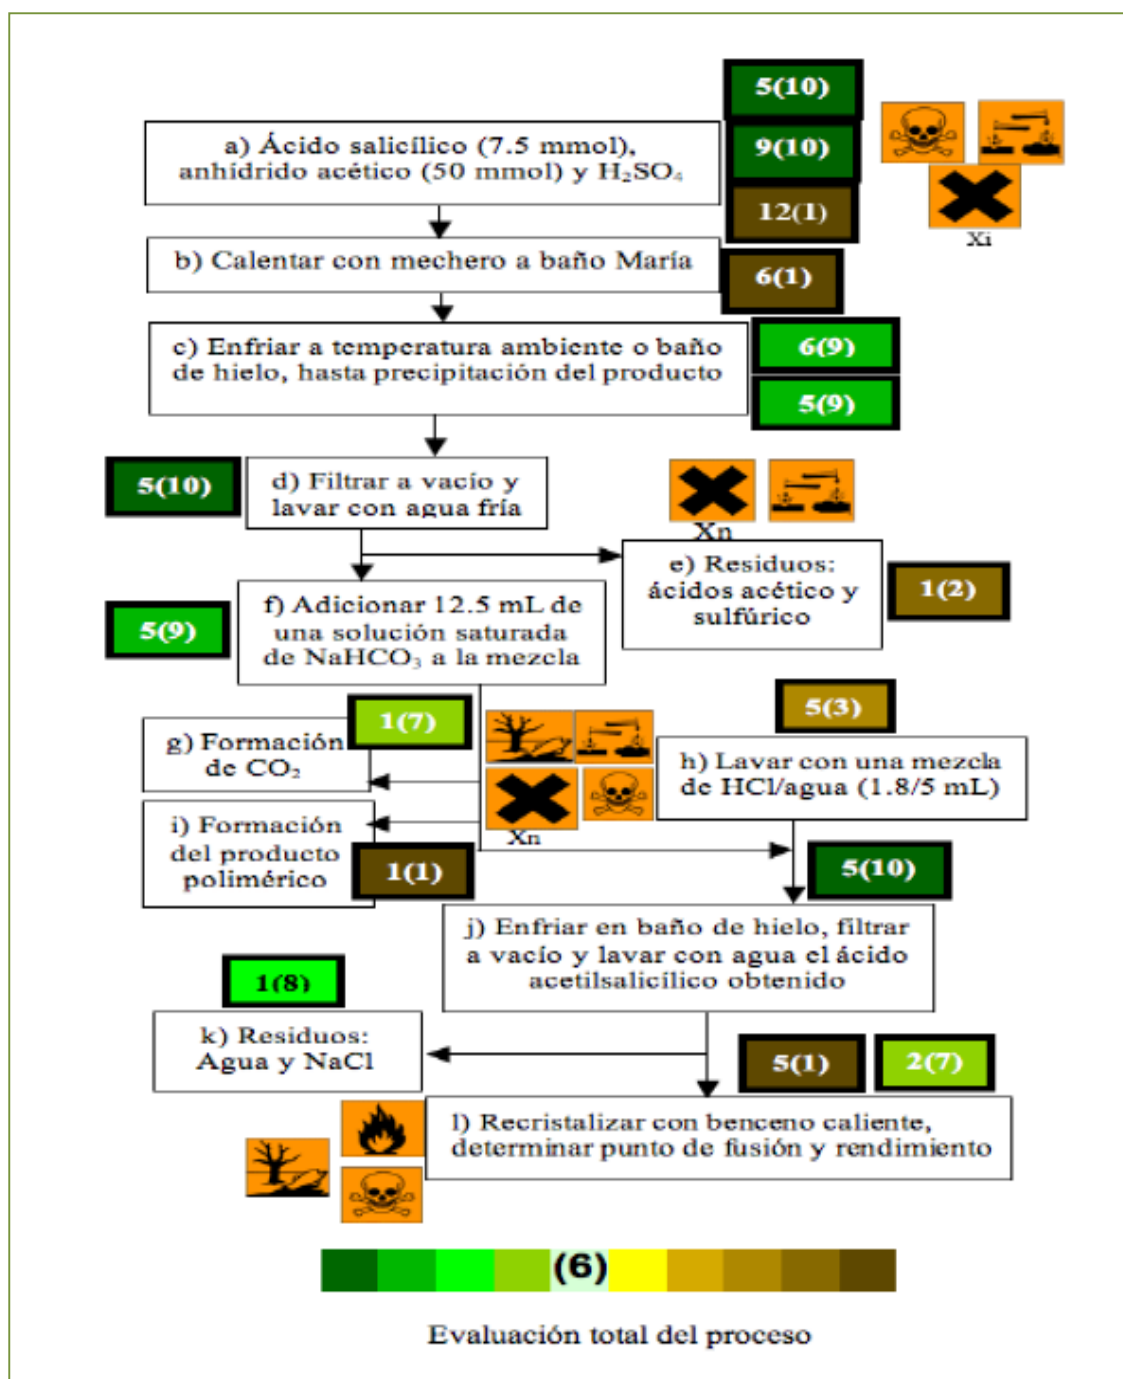 5(10)
a) Ácido salicílico (7.5 mmol),
anhídrido acético (50 mmol) y H₂SO₄
9(10)
12(1)
Xi
b) Calentar con mechero a baño María
6(1)
c) Enfriar a temperatura ambiente o baño
de hielo, hasta precipitación del producto
6(9)
5(9)
5(10)
d) Filtrar a vacío y
lavar con agua fría
Xn
e) Residuos:
ácidos acético y
sulfúrico
1(2)
5(9)
f) Adicionar 12.5 mL de
una solución saturada
de NaHCO₃ a la mezcla
1(7)
g) Formación
de CO₂
5(3)
h) Lavar con una mezcla
de HCl/agua (1.8/5 mL)
Xn
i) Formación
del producto
polimérico
1(1)
5(10)
j) Enfriar en baño de hielo, filtrar
a vacío y lavar con agua el ácido
acetilsalicílico obtenido
1(8)
k) Residuos:
Agua y NaCl
5(1)
2(7)
l) Recristalizar con benceno caliente,
determinar punto de fusión y rendimiento
(6)
Evaluación total del proceso